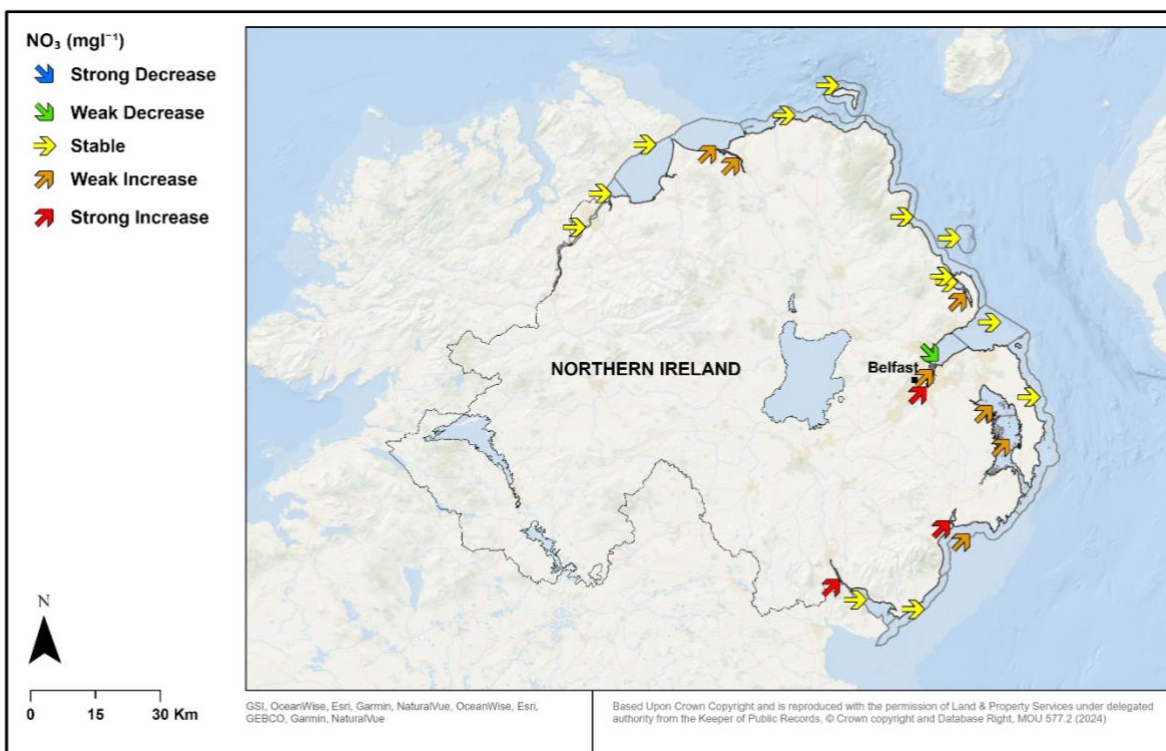 NO₃ (mgl⁻¹)
Strong Decrease
Weak Decrease
Stable
Weak Increase
Strong Increase
NORTHERN IRELAND
Belfast
N
0 15 30 Km
GSI, OceanWise, Esri, Garmin, NaturalVue, OceanWise, Esri,
GEBCO, Garmin, NaturalVue
Based Upon Crown Copyright and is reproduced with the permission of Land & Property Services under delegated
authority from the Keeper of Public Records, © Crown copyright and Database Right, MOU 577.2 (2024)